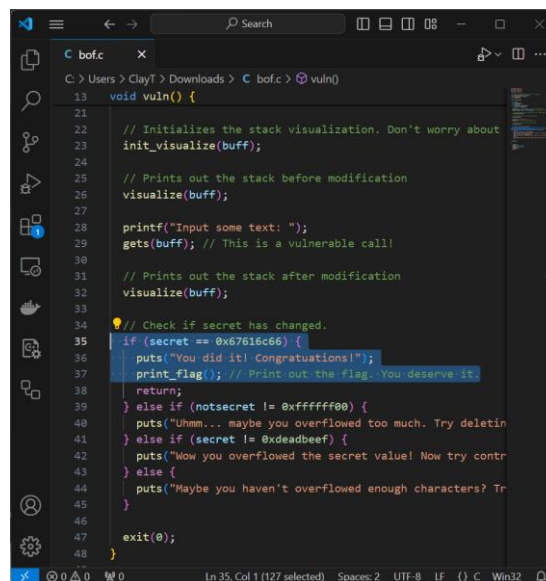 Search
C bof.c
C: > Users > ClayT > Downloads > C bof.c > vuln()
13 void vuln() {
21
22 // Initializes the stack visualization. Don't worry about
23 init_visualize(buff);
24
25 // Prints out the stack before modification
26 visualize(buff);
27
28 printf("Input some text: ");
29 gets(buff); // This is a vulnerable call!
30
31 // Prints out the stack after modification
32 visualize(buff);
33
34 // Check if secret has changed.
35 if (secret == 0x67616c66) {
36 puts("You did it! Congratuations!");
37 print_flag(); // Print out the flag. You deserve it.
38 return;
39 } else if (notsecret != 0xffffff00) {
40 puts("Uhmm... maybe you overflowed too much. Try deletin
41 } else if (secret != 0xdeadbeef) {
42 puts("Wow you overflowed the secret value! Now try contr
43 } else {
44 puts("Maybe you haven't overflowed enough characters? Tr
45 }
46
47 exit(0);
48 }
1
0 0 0 Ln 35, Col 1 (127 selected) Spaces: 2 UTF-8 LF {} C Win32